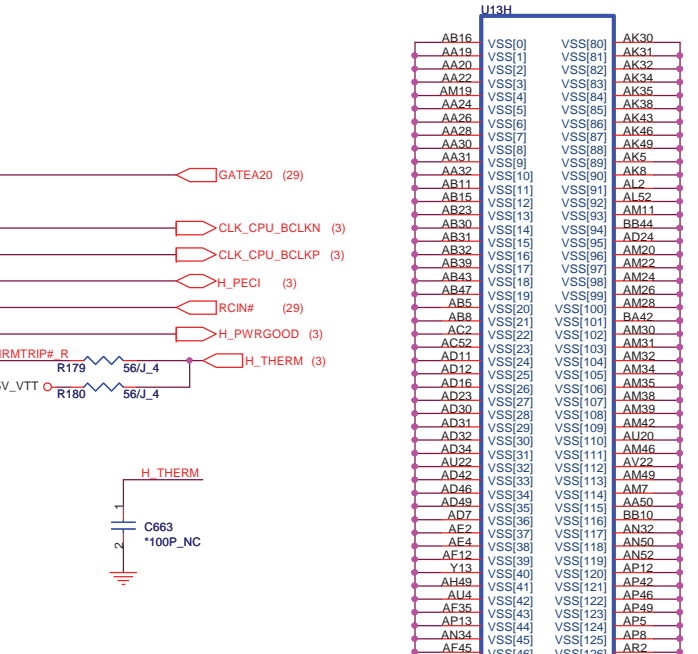 U13H
AB16 VSS[0] VSS[80] AK30
AA19 VSS[1] VSS[81] AK31
AA20 VSS[2] VSS[82] AK32
AA22 VSS[3] VSS[83] AK34
AM19 VSS[4] VSS[84] AK35
AA24 VSS[5] VSS[85] AK38
AA26 VSS[6] VSS[86] AK43
AA28 VSS[7] VSS[87] AK46
AA30 VSS[8] VSS[88] AK49
AA31 VSS[9] VSS[89] AK5
AA32 VSS[10] VSS[90] AK8
AB11 VSS[11] VSS[91] AL2
AB15 VSS[12] VSS[92] AL52
AB23 VSS[13] VSS[93] AM11
AB30 VSS[14] VSS[94] BB44
AB31 VSS[15] VSS[95] AD24
AB32 VSS[16] VSS[96] AM20
AB39 VSS[17] VSS[97] AM22
AB43 VSS[18] VSS[98] AM24
AB47 VSS[19] VSS[99] AM26
AB5 VSS[20] VSS[100] AM28
AB8 VSS[21] VSS[101] BA42
AC2 VSS[22] VSS[102] AM30
AC52 VSS[23] VSS[103] AM31
AD11 VSS[24] VSS[104] AM32
AD12 VSS[25] VSS[105] AM34
AD16 VSS[26] VSS[106] AM35
AD23 VSS[27] VSS[107] AM38
AD30 VSS[28] VSS[108] AM39
AD31 VSS[29] VSS[109] AM42
AD32 VSS[30] VSS[110] AU20
AD34 VSS[31] VSS[111] AM46
AU22 VSS[32] VSS[112] AV22
AD42 VSS[33] VSS[113] AM49
AD46 VSS[34] VSS[114] AM7
AD49 VSS[35] VSS[115] AA50
AD7 VSS[36] VSS[116] BB10
AE2 VSS[37] VSS[117] AN32
AE4 VSS[38] VSS[118] AN50
AF12 VSS[39] VSS[119] AN52
Y13 VSS[40] VSS[120] AP12
AH49 VSS[41] VSS[121] AP42
AU4 VSS[42] VSS[122] AP46
AF35 VSS[43] VSS[123] AP49
AP13 VSS[44] VSS[124] AP5
AN34 VSS[45] VSS[125] AP8
AF45 VSS[46] VSS[126] AR2
GATEA20 (29)
CLK_CPU_BCLKN (3)
CLK_CPU_BCLKP (3)
H_PECI (3)
RCIN# (29)
H_PWRGOOD (3)
RMTRIP#_R
R179 56/J_4
H_THERM (3)
V_VTT
R180 56/J_4
H_THERM
1
C663
*100P_NC
2